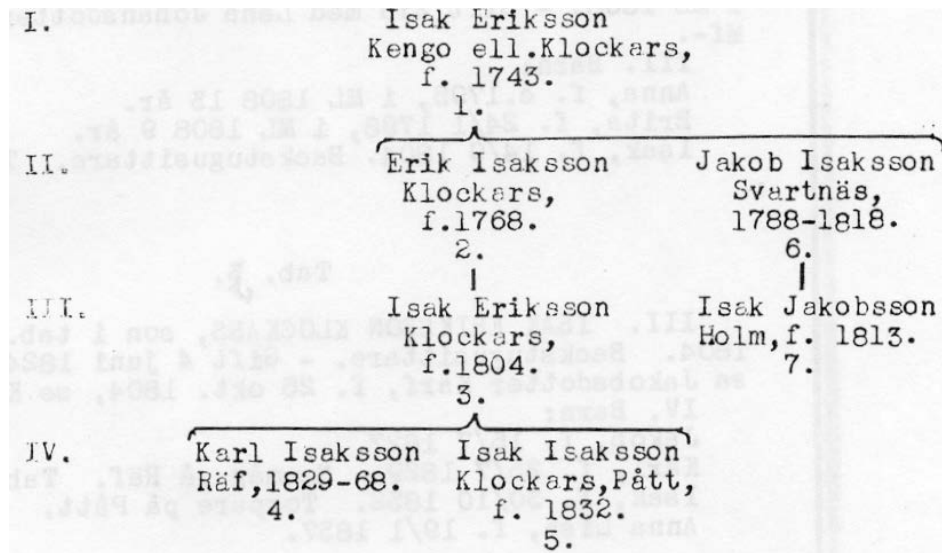 I. Isak Eriksson
Kengo ell.Klockars,
f. 1743.
1.
II. Erik Isaksson Jakob Isaksson
Klockars, Svartnäs,
f.1768. 1788-1818.
2. 6.
III. Isak Eriksson Isak Jakobsson
Klockars, Holm,f. 1813.
f.1804. 7.
3.
IV. Karl Isaksson Isak Isaksson
Räf,1829-68. Klockars,Pått,
4. f. 1832.
5.